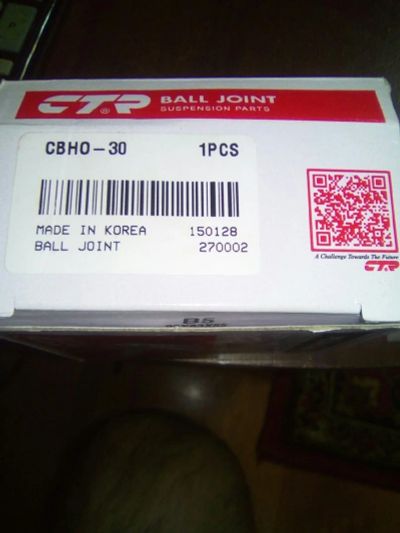 CTR® BALL JOINT
SUSPENSION PARTS
CBHO-30 1PCS
MADE IN KOREA 150128
BALL JOINT 270002
A Challenge Towards The Future
CTR
B5